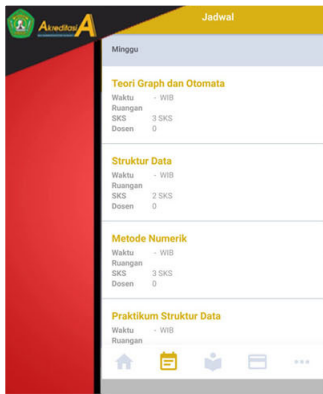 Akreditasi A
Jadwal
Minggu
Teori Graph dan Otomata
Waktu - WIB
Ruangan
SKS 3 SKS
Dosen 0
Struktur Data
Waktu - WIB
Ruangan
SKS 2 SKS
Dosen 0
Metode Numerik
Waktu - WIB
Ruangan
SKS 3 SKS
Dosen 0
Praktikum Struktur Data
Waktu - WIB
Ruangan